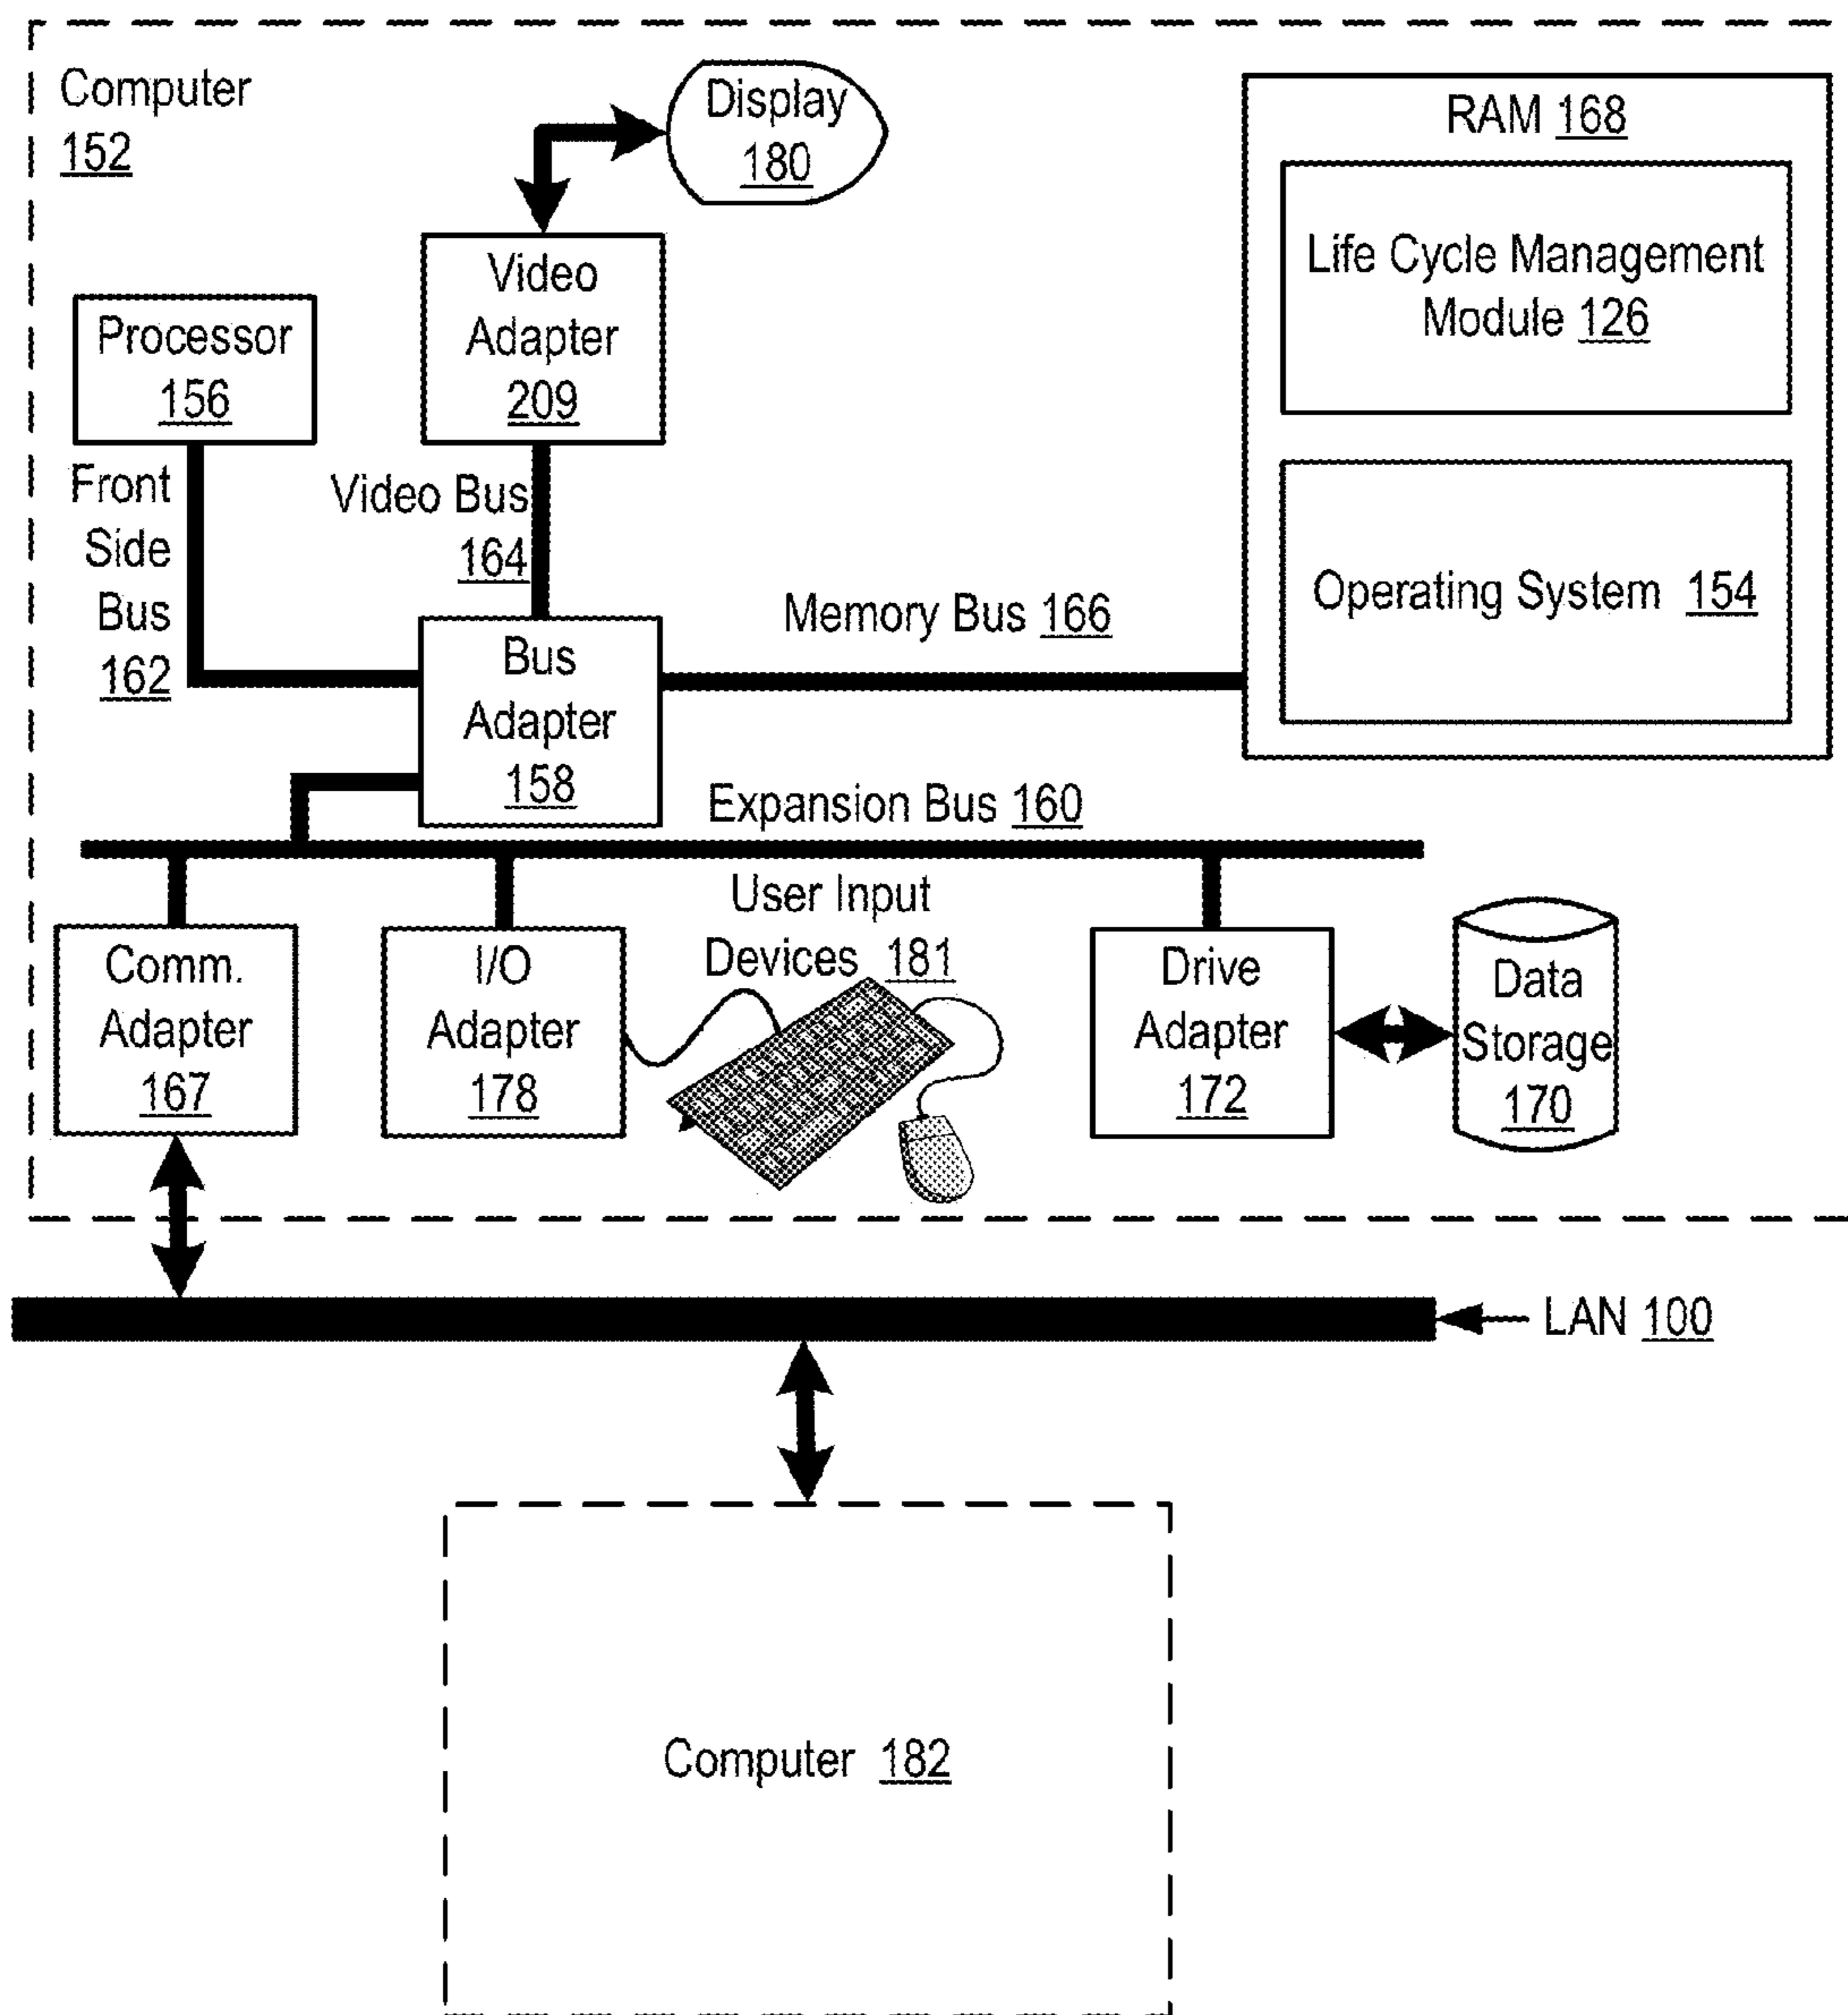 Computer
152
Display
180
RAM 168
Life Cycle Management
Module 126
Operating System 154
Video
Adapter
209
Processor
156
Front
Side
Bus
162
Video Bus
164
Memory Bus 166
Bus
Adapter
158
Expansion Bus 160
Comm.
Adapter
167
I/O
Adapter
178
User Input
Devices 181
Drive
Adapter
172
Data
Storage
170
LAN 100
Computer 182